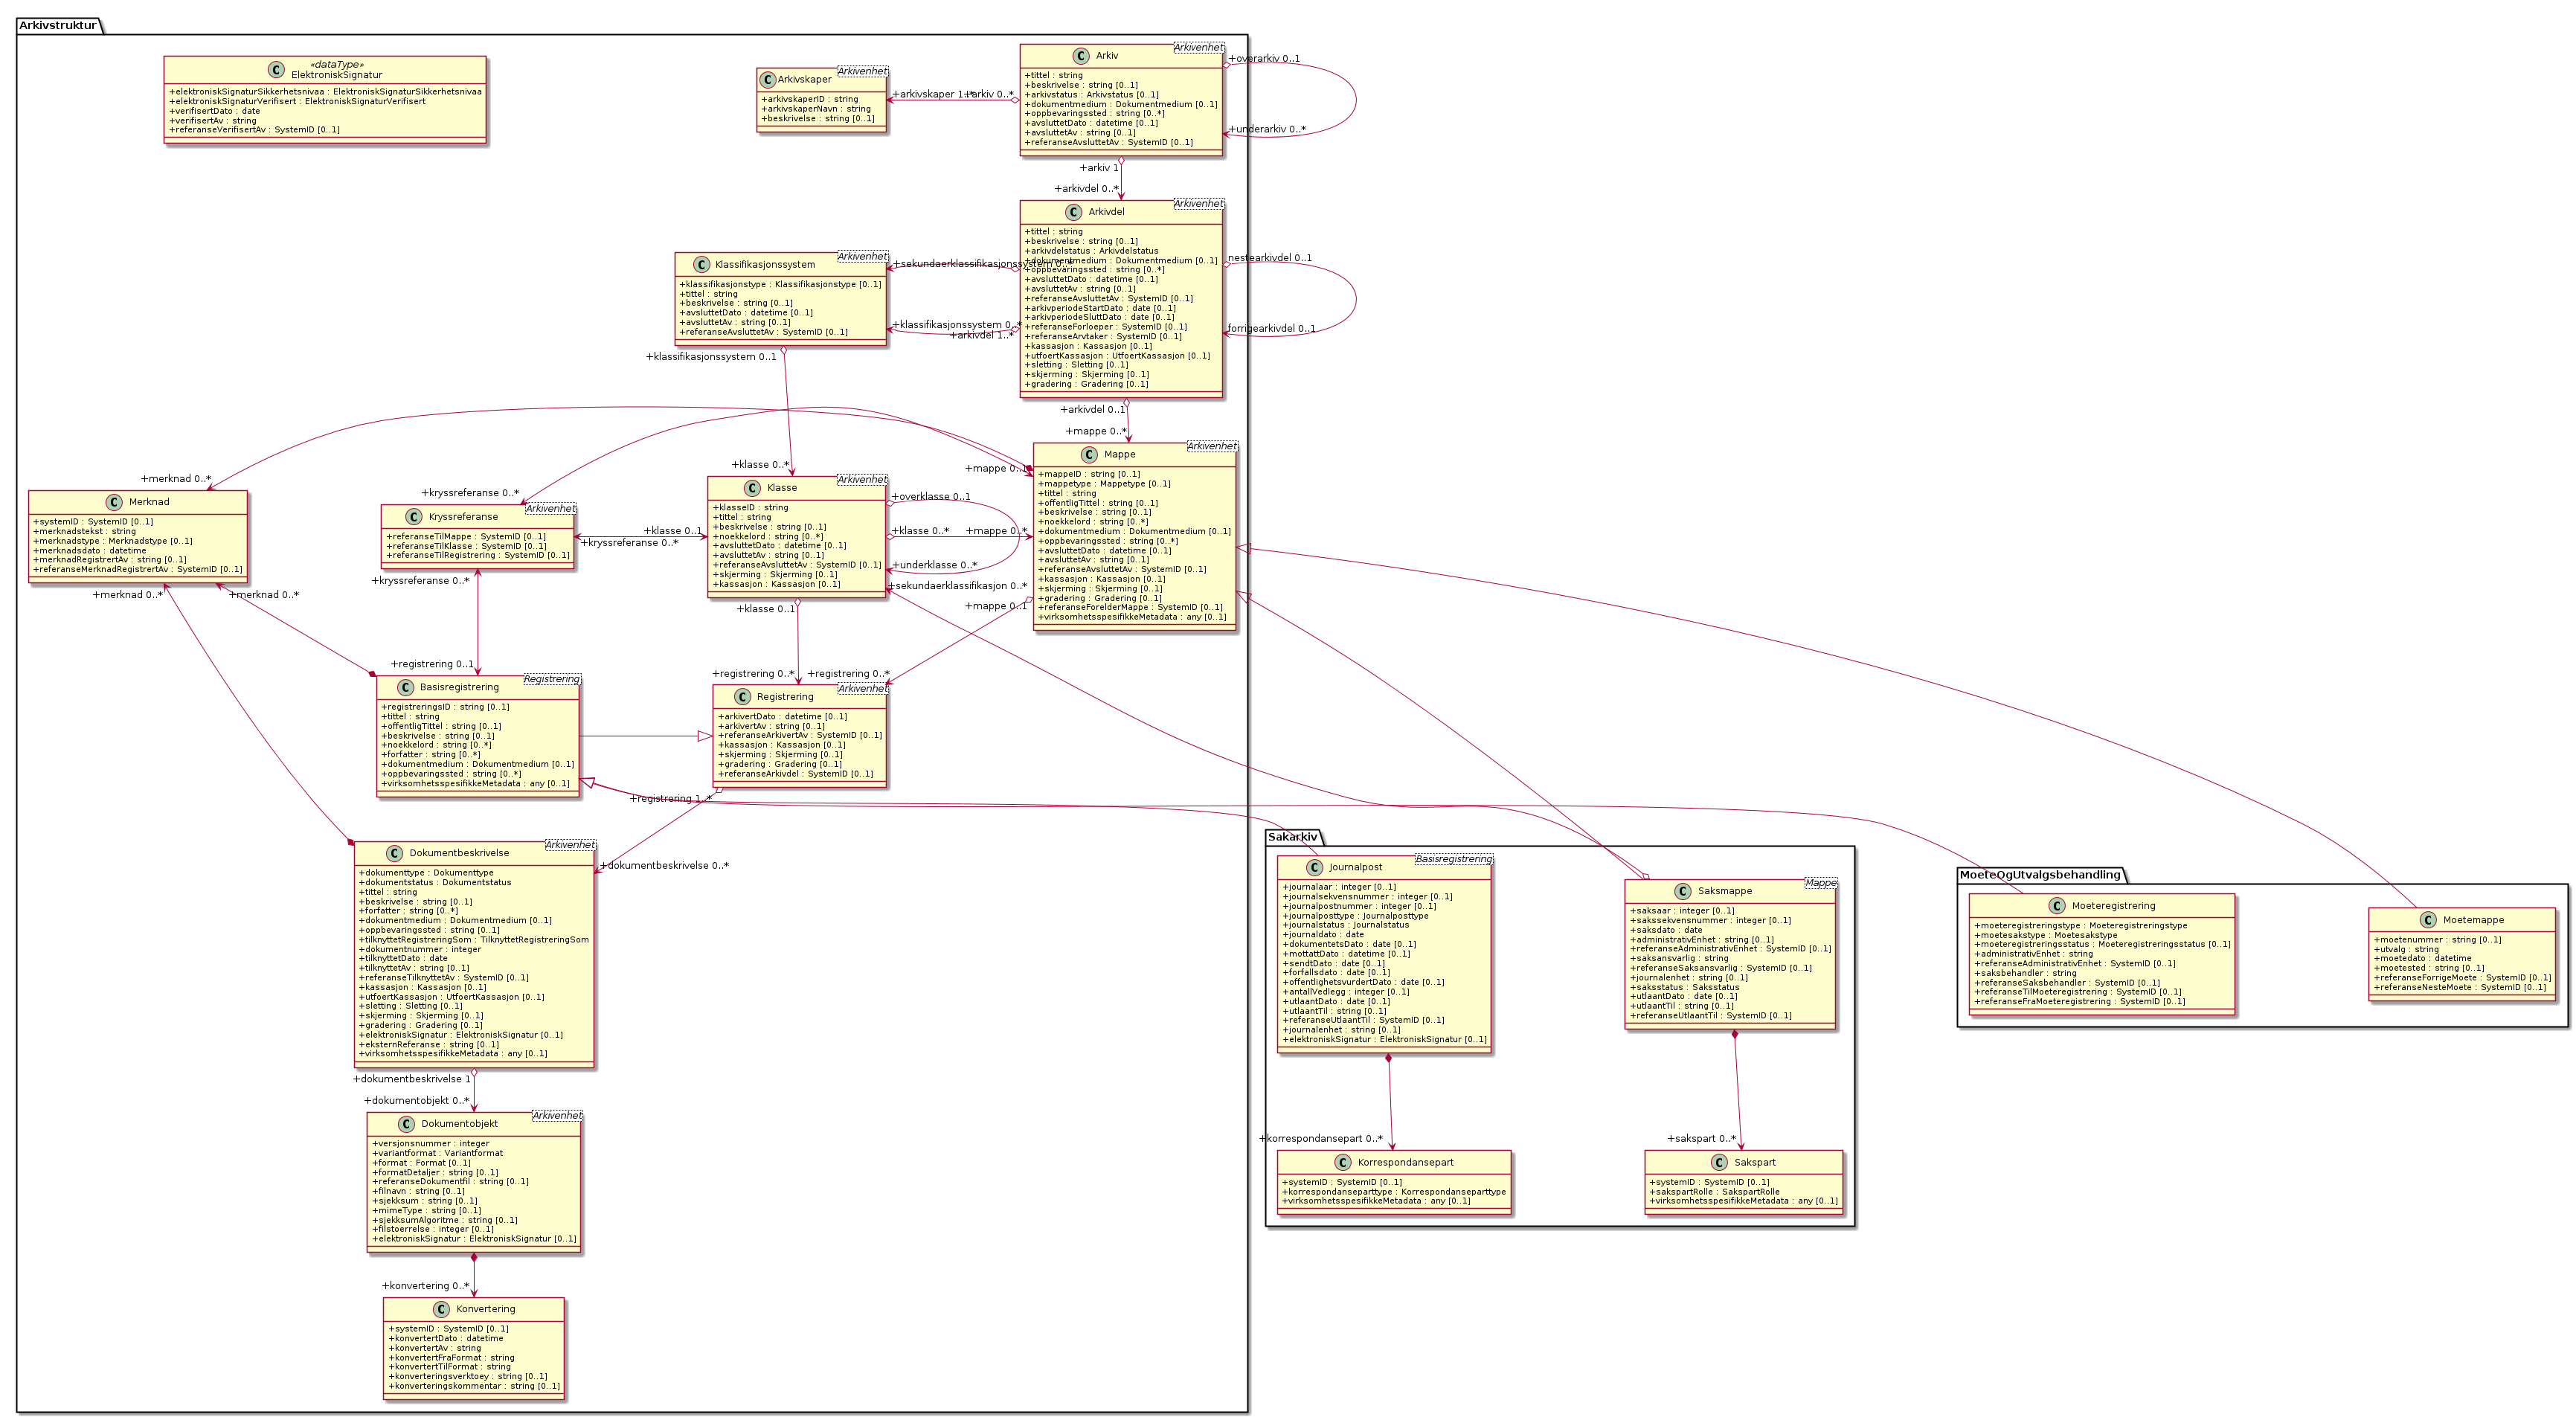 Arkivstruktur
«dataType»
ElektroniskSignatur
+elektroniskSignaturSikkerhetsnivaa : ElektroniskSignaturSikkerhetsnivaa
+elektroniskSignaturVerifisert : ElektroniskSignaturVerifisert
+verifisertDato : date
+verifisertAv : string
+referanseVerifisertAv : SystemID [0..1]
Arkivskaper
Arkivenhet
+arkivskaperID : string
+arkivskaperNavn : string
+beskrivelse : string [0..1]
+arkivskaper 1..*
+arkiv 0..*
Arkiv
Arkivenhet
+tittel : string
+beskrivelse : string [0..1]
+arkivstatus : Arkivstatus [0..1]
+dokumentmedium : Dokumentmedium [0..1]
+oppbevaringssted : string [0..*]
+avsluttetDato : datetime [0..1]
+avsluttetAv : string [0..1]
+referanseAvsluttetAv : SystemID [0..1]
+overarkiv 0..1
+underarkiv 0..*
+arkiv 1
+arkivdel 0..*
Arkivdel
Arkivenhet
+tittel : string
+beskrivelse : string [0..1]
+arkivdelstatus : Arkivdelstatus
+dokumentmedium : Dokumentmedium [0..1]
+oppbevaringssted : string [0..*]
+avsluttetDato : datetime [0..1]
+avsluttetAv : string [0..1]
+referanseAvsluttetAv : SystemID [0..1]
+arkivperiodeStartDato : date [0..1]
+arkivperiodeSluttDato : date [0..1]
+referanseForloeper : SystemID [0..1]
+referanseArvtaker : SystemID [0..1]
+kassasjon : Kassasjon [0..1]
+utfoertKassasjon : UtfoertKassasjon [0..1]
+sletting : Sletting [0..1]
+skjerming : Skjerming [0..1]
+gradering : Gradering [0..1]
nestearkivdel 0..1
forrigearkivdel 0..1
Klassifikasjonssystem
Arkivenhet
+klassifikasjonstype : Klassifikasjonstype [0..1]
+tittel : string
+beskrivelse : string [0..1]
+avsluttetDato : datetime [0..1]
+avsluttetAv : string [0..1]
+referanseAvsluttetAv : SystemID [0..1]
+sekundaerklassifikasjonssystem 0..*
+klassifikasjonssystem 0..*
+arkivdel 1..*
+klassifikasjonssystem 0..1
+klasse 0..*
+arkivdel 0..1
+mappe 0..*
Mappe
Arkivenhet
+mappeID : string [0..1]
+mappetype : Mappetype [0..1]
+tittel : string
+offentligTittel : string [0..1]
+beskrivelse : string [0..1]
+noekkelord : string [0..*]
+dokumentmedium : Dokumentmedium [0..1]
+oppbevaringssted : string [0..*]
+avsluttetDato : datetime [0..1]
+avsluttetAv : string [0..1]
+referanseAvsluttetAv : SystemID [0..1]
+kassasjon : Kassasjon [0..1]
+skjerming : Skjerming [0..1]
+gradering : Gradering [0..1]
+referanseForelderMappe : SystemID [0..1]
+virksomhetsspesifikkeMetadata : any [0..1]
+mappe 0..1
+merknad 0..*
Merknad
+systemID : SystemID [0..1]
+merknadstekst : string
+merknadstype : Merknadstype [0..1]
+merknadsdato : datetime
+merknadRegistrertAv : string [0..1]
+referanseMerknadRegistrertAv : SystemID [0..1]
+merknad 0..*
+merknad 0..*
+kryssreferanse 0..*
Kryssreferanse
Arkivenhet
+referanseTilMappe : SystemID [0..1]
+referanseTilKlasse : SystemID [0..1]
+referanseTilRegistrering : SystemID [0..1]
+klasse 0..1
+kryssreferanse 0..*
+kryssreferanse 0..*
+registrering 0..1
Klasse
Arkivenhet
+klasseID : string
+tittel : string
+beskrivelse : string [0..1]
+noekkelord : string [0..*]
+avsluttetDato : datetime [0..1]
+avsluttetAv : string [0..1]
+referanseAvsluttetAv : SystemID [0..1]
+skjerming : Skjerming [0..1]
+kassasjon : Kassasjon [0..1]
+overklasse 0..1
+klasse 0..*
+mappe 0..*
+underklasse 0..*
+sekundaerklassifikasjon 0..*
+mappe 0..1
+klasse 0..1
+registrering 0..*
+registrering 0..*
Basisregistrering
Registrering
+registreringsID : string [0..1]
+tittel : string
+offentligTittel : string [0..1]
+beskrivelse : string [0..1]
+noekkelord : string [0..*]
+forfatter : string [0..*]
+dokumentmedium : Dokumentmedium [0..1]
+oppbevaringssted : string [0..*]
+virksomhetsspesifikkeMetadata : any [0..1]
Registrering
Arkivenhet
+arkivertDato : datetime [0..1]
+arkivertAv : string [0..1]
+referanseArkivertAv : SystemID [0..1]
+kassasjon : Kassasjon [0..1]
+skjerming : Skjerming [0..1]
+gradering : Gradering [0..1]
+referanseArkivdel : SystemID [0..1]
+registrering 1..*
+dokumentbeskrivelse 0..*
Dokumentbeskrivelse
Arkivenhet
+dokumenttype : Dokumenttype
+dokumentstatus : Dokumentstatus
+tittel : string
+beskrivelse : string [0..1]
+forfatter : string [0..*]
+dokumentmedium : Dokumentmedium [0..1]
+oppbevaringssted : string [0..1]
+tilknyttetRegistreringSom : TilknyttetRegistreringSom
+dokumentnummer : integer
+tilknyttetDato : date
+tilknyttetAv : string [0..1]
+referanseTilknyttetAv : SystemID [0..1]
+kassasjon : Kassasjon [0..1]
+utfoertKassasjon : UtfoertKassasjon [0..1]
+sletting : Sletting [0..1]
+skjerming : Skjerming [0..1]
+gradering : Gradering [0..1]
+elektroniskSignatur : ElektroniskSignatur [0..1]
+eksternReferanse : string [0..1]
+virksomhetsspesifikkeMetadata : any [0..1]
+dokumentbeskrivelse 1
+dokumentobjekt 0..*
Dokumentobjekt
Arkivenhet
+versjonsnummer : integer
+variantformat : Variantformat
+format : Format [0..1]
+formatDetaljer : string [0..1]
+referanseDokumentfil : string [0..1]
+filnavn : string [0..1]
+sjekksum : string [0..1]
+mimeType : string [0..1]
+sjekksumAlgoritme : string [0..1]
+filstoerrelse : integer [0..1]
+elektroniskSignatur : ElektroniskSignatur [0..1]
+konvertering 0..*
Konvertering
+systemID : SystemID [0..1]
+konvertertDato : datetime
+konvertertAv : string
+konvertertFraFormat : string
+konvertertTilFormat : string
+konverteringsverktoey : string [0..1]
+konverteringskommentar : string [0..1]
Sakarkiv
Journalpost
Basisregistrering
+journalaar : integer [0..1]
+journalsekvensnummer : integer [0..1]
+journalpostnummer : integer [0..1]
+journalposttype : Journalposttype
+journalstatus : Journalstatus
+journaldato : date
+dokumentetsDato : date [0..1]
+mottattDato : datetime [0..1]
+sendtDato : date [0..1]
+forfallsdato : date [0..1]
+offentlighetsvurdertDato : date [0..1]
+antallVedlegg : integer [0..1]
+utlaantDato : date [0..1]
+utlaantTil : string [0..1]
+referanseUtlaantTil : SystemID [0..1]
+journalenhet : string [0..1]
+elektroniskSignatur : ElektroniskSignatur [0..1]
+korrespondansepart 0..*
Korrespondansepart
+systemID : SystemID [0..1]
+korrespondanseparttype : Korrespondanseparttype
+virksomhetsspesifikkeMetadata : any [0..1]
Saksmappe
Mappe
+saksaar : integer [0..1]
+sakssekvensnummer : integer [0..1]
+saksdato : date
+administrativEnhet : string [0..1]
+referanseAdministrativEnhet : SystemID [0..1]
+saksansvarlig : string
+referanseSaksansvarlig : SystemID [0..1]
+journalenhet : string [0..1]
+saksstatus : Saksstatus
+utlaantDato : date [0..1]
+utlaantTil : string [0..1]
+referanseUtlaantTil : SystemID [0..1]
+sakspart 0..*
Sakspart
+systemID : SystemID [0..1]
+sakspartRolle : SakspartRolle
+virksomhetsspesifikkeMetadata : any [0..1]
MoeteOgUtvalgsbehandling
Moeteregistrering
+moeteregistreringstype : Moeteregistreringstype
+moetesakstype : Moetesakstype
+moeteregistreringsstatus : Moeteregistreringsstatus [0..1]
+administrativEnhet : string
+referanseAdministrativEnhet : SystemID [0..1]
+saksbehandler : string
+referanseSaksbehandler : SystemID [0..1]
+referanseTilMoeteregistrering : SystemID [0..1]
+referanseFraMoeteregistrering : SystemID [0..1]
Moetemappe
+moetenummer : string [0..1]
+utvalg : string
+moetedato : datetime
+moetested : string [0..1]
+referanseForrigeMoete : SystemID [0..1]
+referanseNesteMoete : SystemID [0..1]